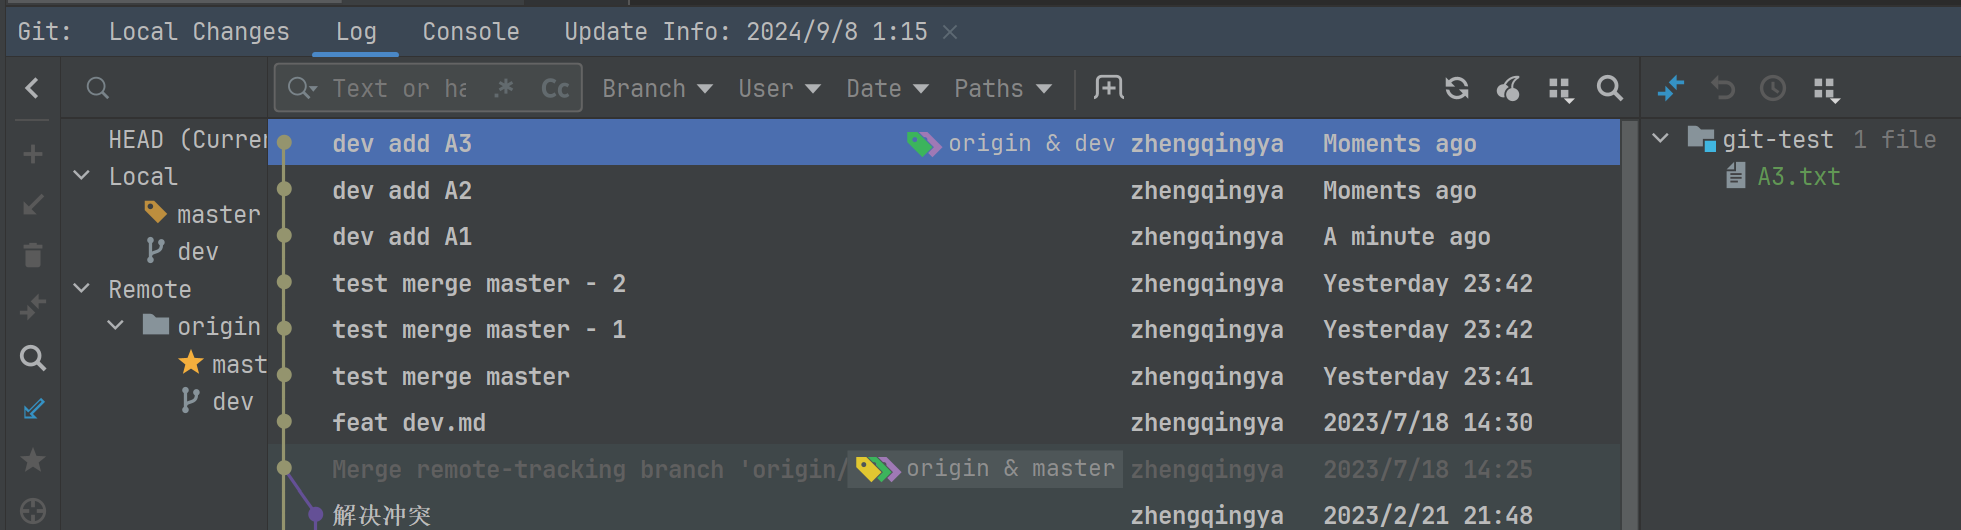 Git: Local Changes Log Console Update Info: 2024/9/8 1:15
Text or ha .* Cc Branch User Date Paths
HEAD (Curren
Local
master
dev
Remote
origin
mast
dev
dev add A3 origin & dev zhengqingya Moments ago
dev add A2 zhengqingya Moments ago
dev add A1 zhengqingya A minute ago
test merge master - 2 zhengqingya Yesterday 23:42
test merge master - 1 zhengqingya Yesterday 23:42
test merge master zhengqingya Yesterday 23:41
feat dev.md zhengqingya 2023/7/18 14:30
Merge remote-tracking branch 'origin/ origin & master zhengqingya 2023/7/18 14:25
解决冲突 zhengqingya 2023/2/21 21:48
git-test 1 file
A3.txt